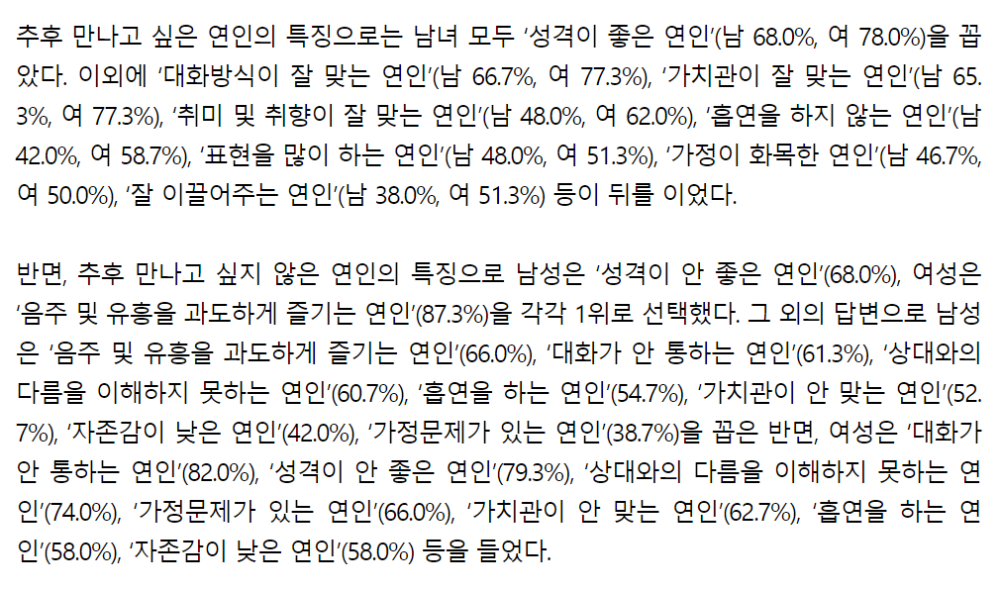 추후 만나고 싶은 연인의 특징으로는 남녀 모두 ‘성격이 좋은 연인’(남 68.0%, 여 78.0%)을 꼽
았다. 이외에 ‘대화방식이 잘 맞는 연인’(남 66.7%, 여 77.3%), ‘가치관이 잘 맞는 연인’(남 65.
3%, 여 77.3%), ‘취미 및 취향이 잘 맞는 연인’(남 48.0%, 여 62.0%), ‘흡연을 하지 않는 연인’(남
42.0%, 여 58.7%), ‘표현을 많이 하는 연인’(남 48.0%, 여 51.3%), ‘가정이 화목한 연인’(남 46.7%,
여 50.0%), ‘잘 이끌어주는 연인’(남 38.0%, 여 51.3%) 등이 뒤를 이었다.

반면, 추후 만나고 싶지 않은 연인의 특징으로 남성은 ‘성격이 안 좋은 연인’(68.0%), 여성은
‘음주 및 유흥을 과도하게 즐기는 연인’(87.3%)을 각각 1위로 선택했다. 그 외의 답변으로 남성
은 ‘음주 및 유흥을 과도하게 즐기는 연인’(66.0%), ‘대화가 안 통하는 연인’(61.3%), ‘상대와의
다름을 이해하지 못하는 연인’(60.7%), ‘흡연을 하는 연인’(54.7%), ‘가치관이 안 맞는 연인’(52.
7%), ‘자존감이 낮은 연인’(42.0%), ‘가정문제가 있는 연인’(38.7%)을 꼽은 반면, 여성은 ‘대화가
안 통하는 연인’(82.0%), ‘성격이 안 좋은 연인’(79.3%), ‘상대와의 다름을 이해하지 못하는 연
인’(74.0%), ‘가정문제가 있는 연인’(66.0%), ‘가치관이 안 맞는 연인’(62.7%), ‘흡연을 하는 연
인’(58.0%), ‘자존감이 낮은 연인’(58.0%) 등을 들었다.